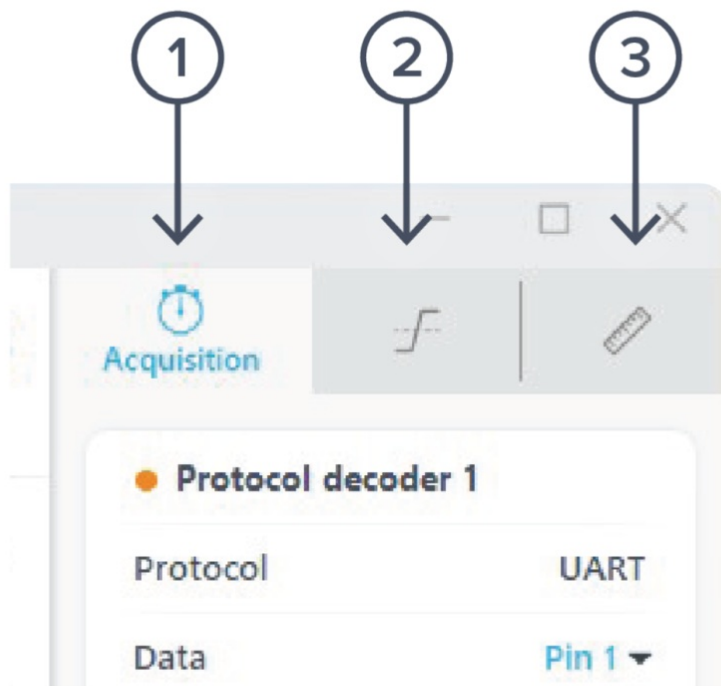 1 2 3
Acquisition
Protocol decoder 1
Protocol UART
Data Pin 1